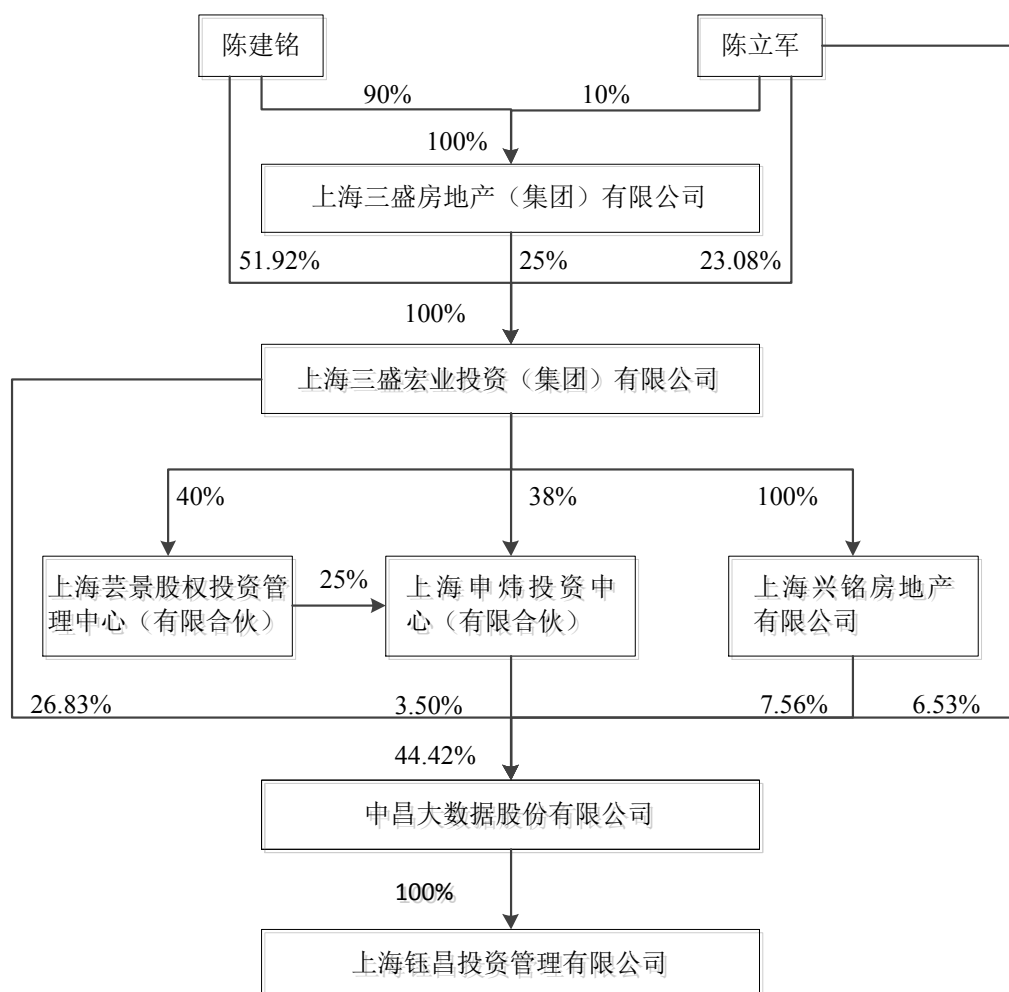 陈建铭
陈立军
90%
10%
100%
上海三盛房地产（集团）有限公司
51.92%
25%
23.08%
100%
上海三盛宏业投资（集团）有限公司
40%
38%
100%
上海芸景股权投资管
理中心（有限合伙）
25%
上海申炜投资中
心（有限合伙）
上海兴铭房地产
有限公司
26.83%
3.50%
7.56%
6.53%
44.42%
中昌大数据股份有限公司
100%
上海钰昌投资管理有限公司